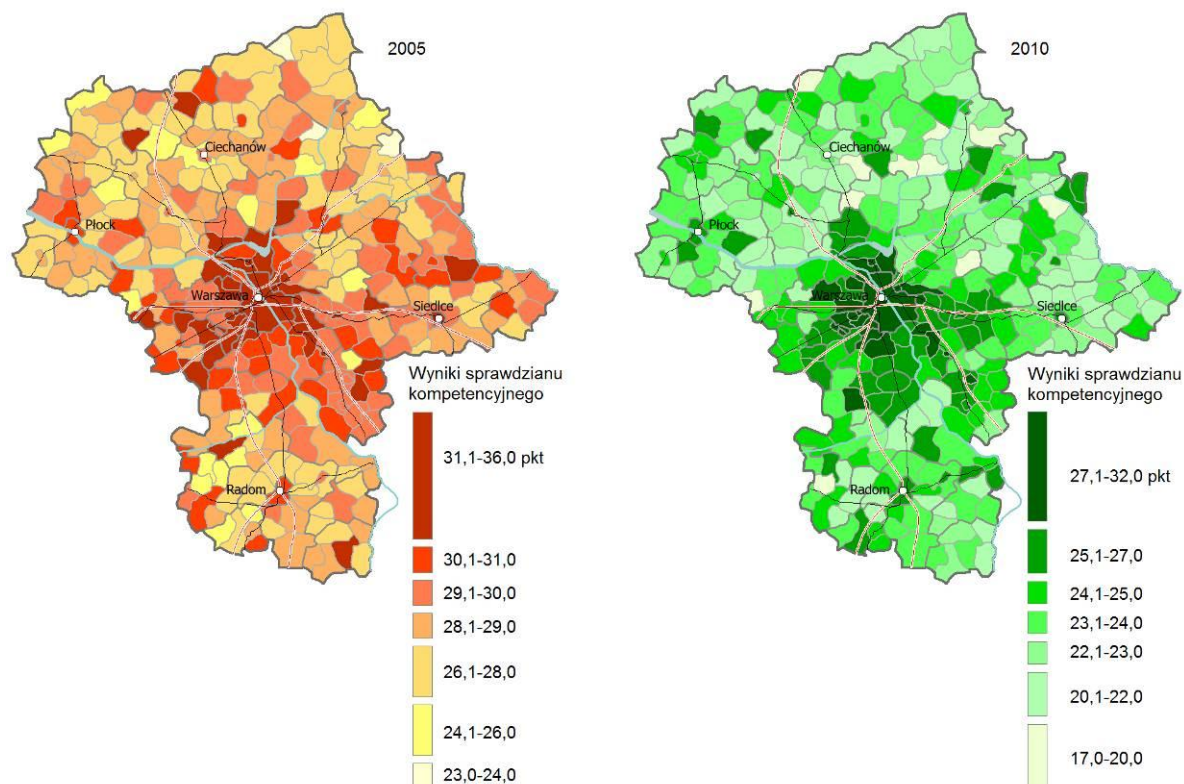 2005
Ciechanów
Płock
Warszawa
Siedlce
Radom
Wyniki sprawdzianu
kompetencyjnego
31,1-36,0 pkt
30,1-31,0
29,1-30,0
28,1-29,0
26,1-28,0
24,1-26,0
23,0-24,0
2010
Ciechanów
Płock
Warszawa
Siedlce
Radom
Wyniki sprawdzianu
kompetencyjnego
27,1-32,0 pkt
25,1-27,0
24,1-25,0
23,1-24,0
22,1-23,0
20,1-22,0
17,0-20,0